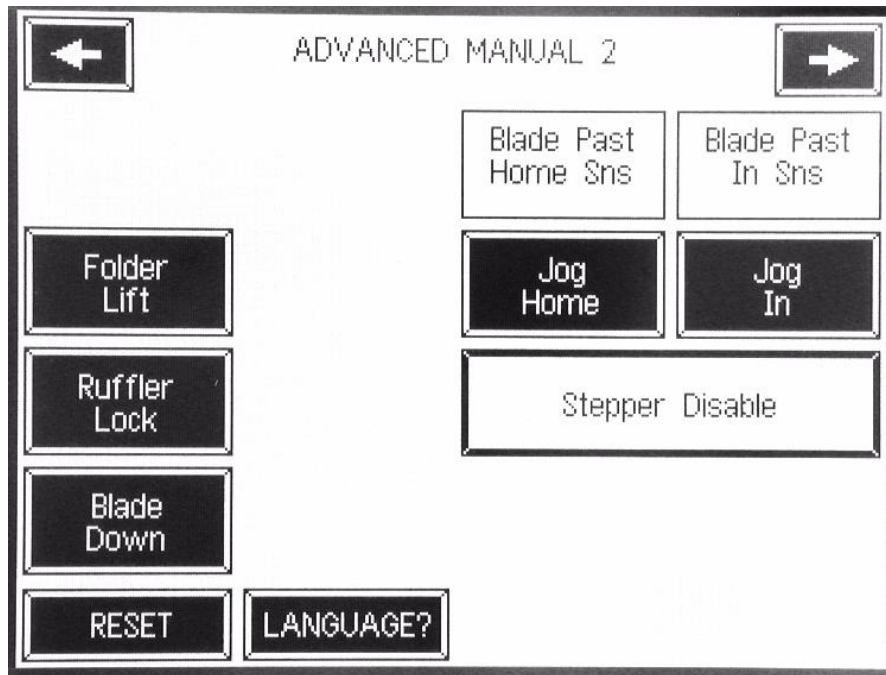 ADVANCED MANUAL 2
Blade Past
Home Sns
Blade Past
In Sns
Folder
Lift
Jog
Home
Jog
In
Ruffler
Lock
Stepper Disable
Blade
Down
RESET
LANGUAGE?